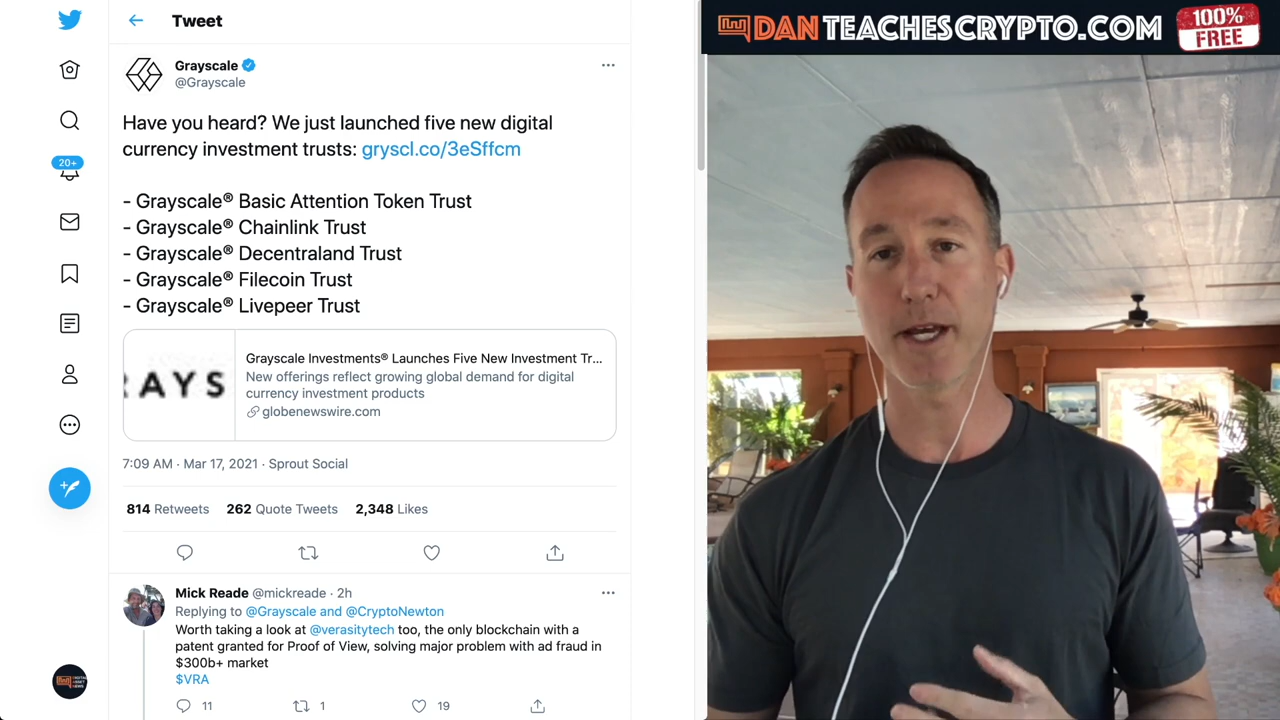 Tweet
Grayscale
@Grayscale
Have you heard? We just launched five new digital
currency investment trusts: gryscl.co/3eSffcm
- Grayscale® Basic Attention Token Trust
- Grayscale® Chainlink Trust
- Grayscale® Decentraland Trust
- Grayscale® Filecoin Trust
- Grayscale® Livepeer Trust
RAYS
Grayscale Investments® Launches Five New Investment Tr...
New offerings reflect growing global demand for digital
currency investment products
globenewswire.com
7:09 AM · Mar 17, 2021 · Sprout Social
814 Retweets 262 Quote Tweets 2,348 Likes
Mick Reade @mickreade · 2h
Replying to @Grayscale and @CryptoNewton
Worth taking a look at @verasitytech too, the only blockchain with a
patent granted for Proof of View, solving major problem with ad fraud in
$300b+ market
$VRA
11 1 19
20+
DANTEACHESCRYPTO.COM
100%
FREE